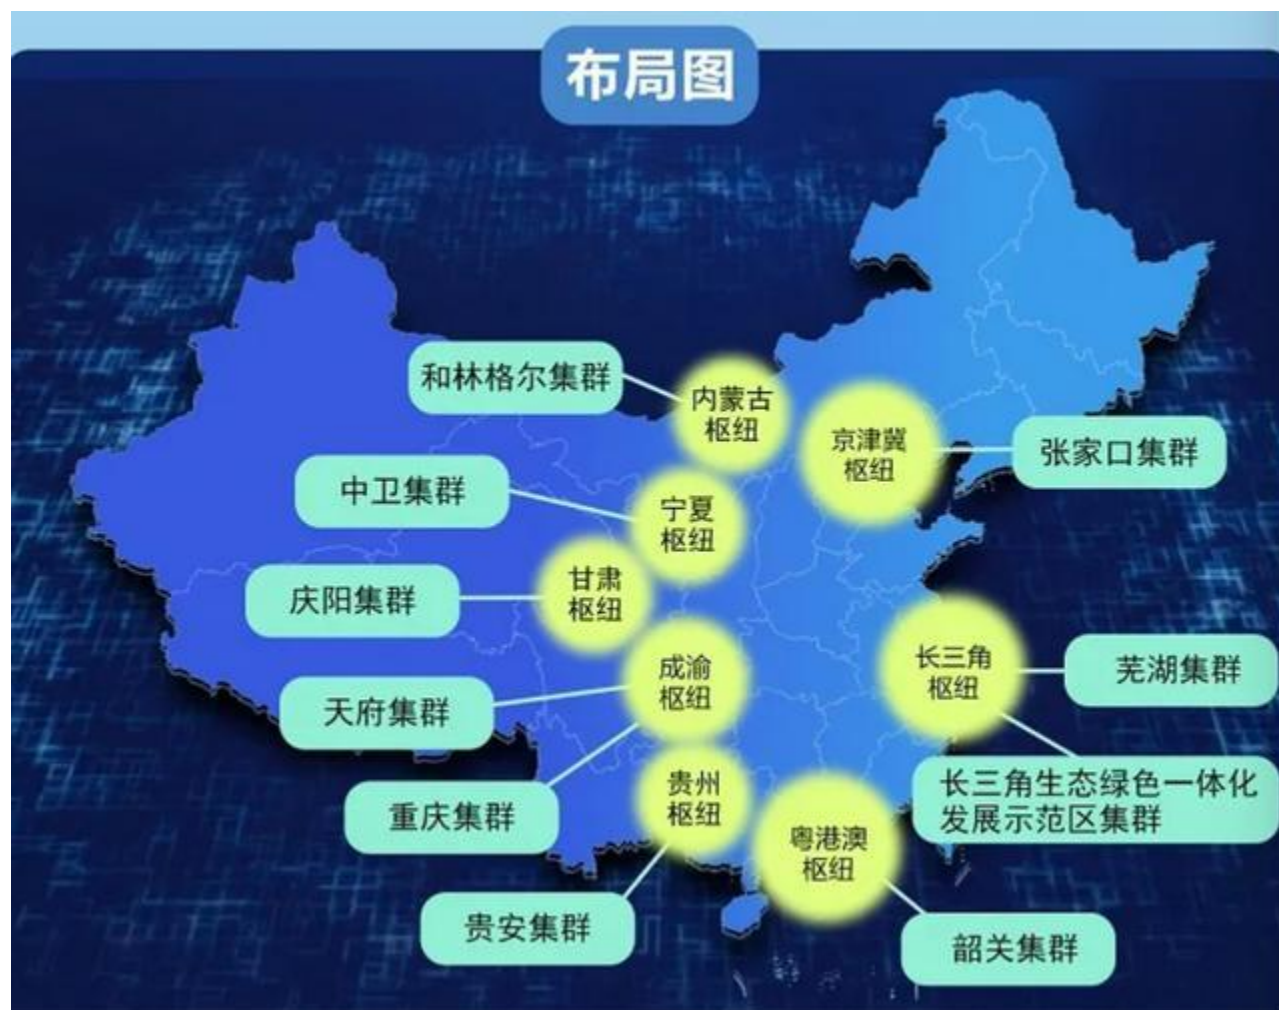 布局图
和林格尔集群
内蒙古
枢纽
京津冀
枢纽
张家口集群
中卫集群
宁夏
枢纽
庆阳集群
甘肃
枢纽
天府集群
成渝
枢纽
长三角
枢纽
芜湖集群
重庆集群
贵州
枢纽
长三角生态绿色一体化
发展示范区集群
粤港澳
枢纽
贵安集群
韶关集群